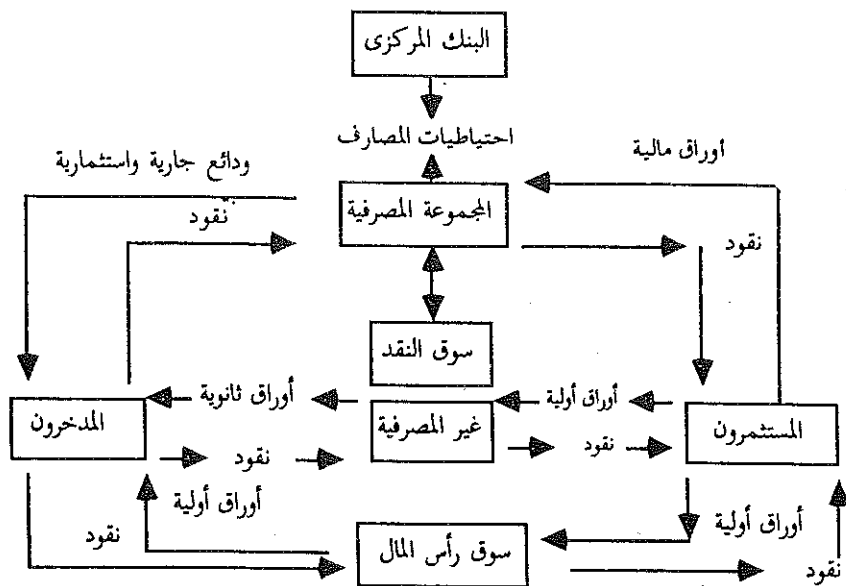 البنك المركزى
احتياطيات المصارف
ودائع جارية واستثمارية
أوراق مالية
المجموعة المصرفية
نقود
نقود
سوق النقد
المستثمرون
أوراق أولية
غير المصرفية
أوراق ثانوية
المدخرون
نقود
نقود
أوراق أولية
أوراق أولية
سوق رأس المال
نقود
نقود